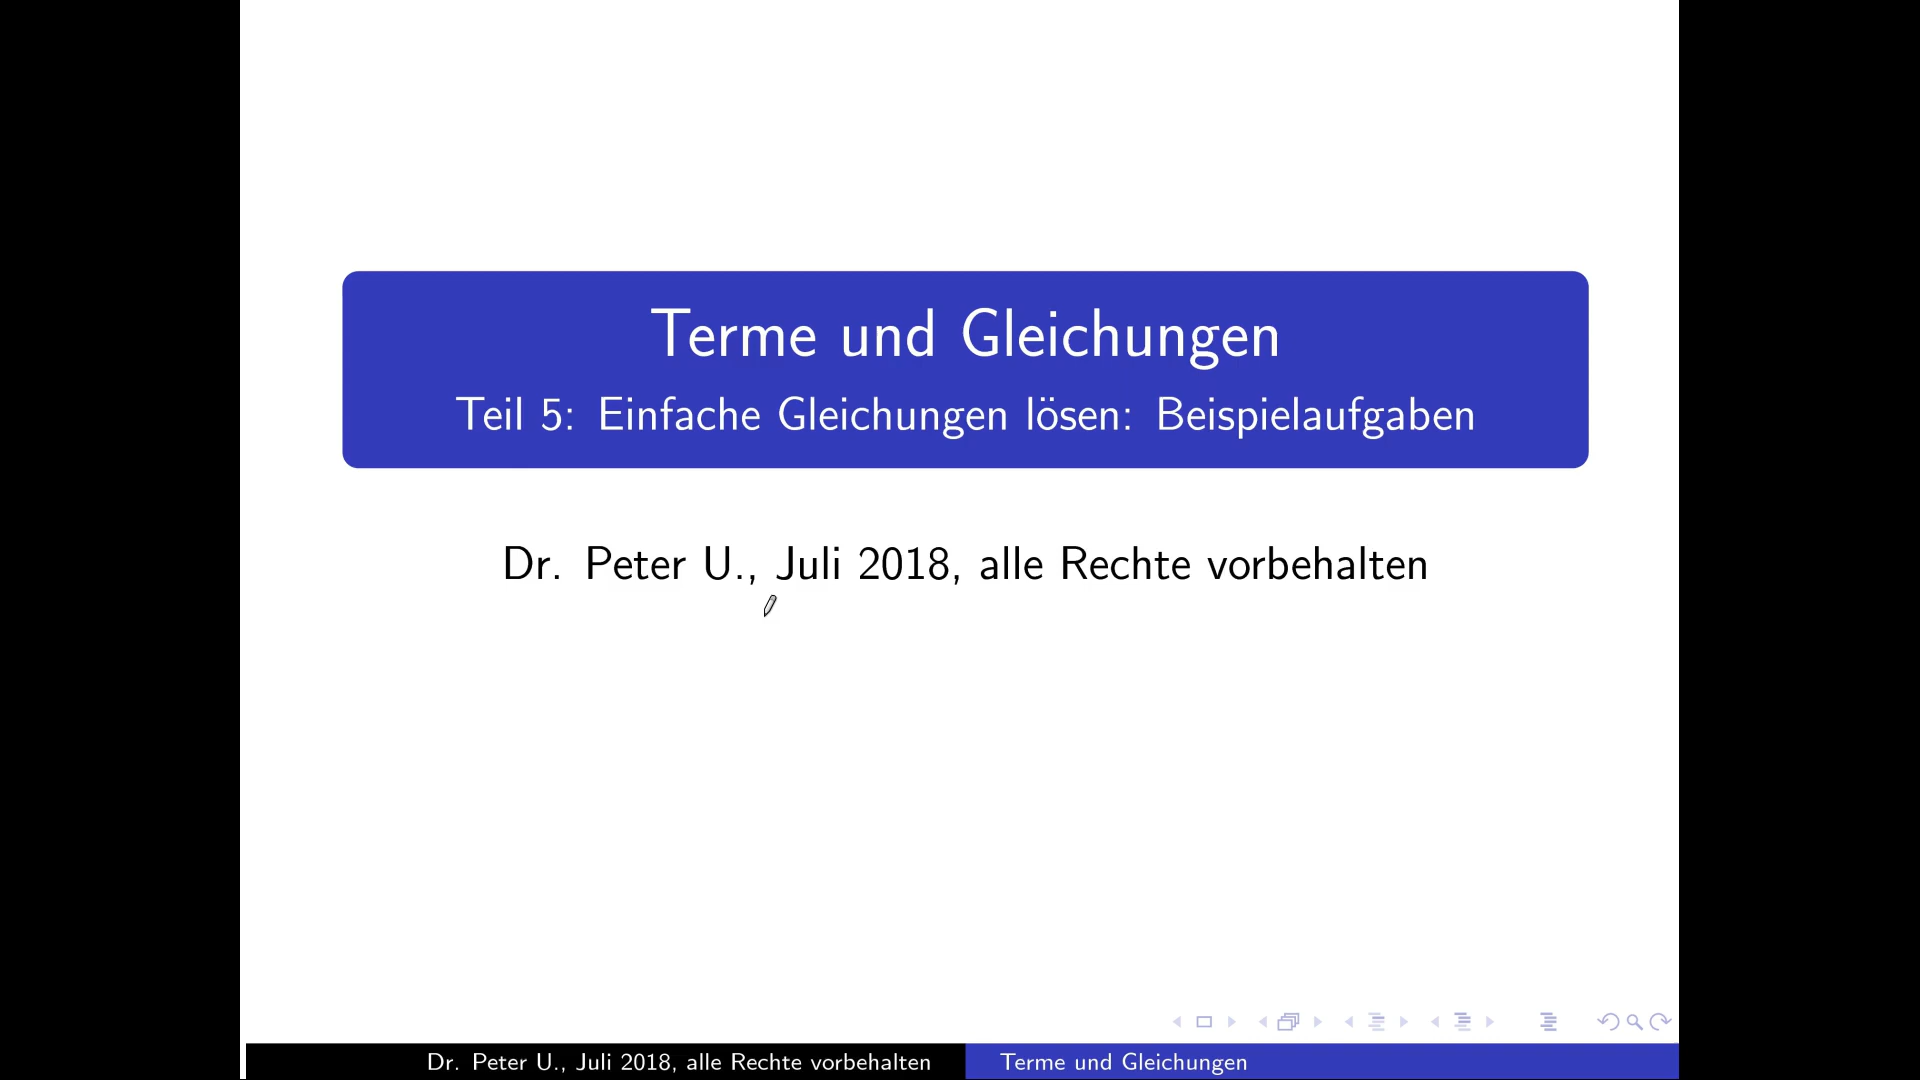 Terme und Gleichungen
Teil 5: Einfache Gleichungen lösen: Beispielaufgaben
Dr. Peter U., Juli 2018, alle Rechte vorbehalten
Dr. Peter U., Juli 2018, alle Rechte vorbehalten
Terme und Gleichungen